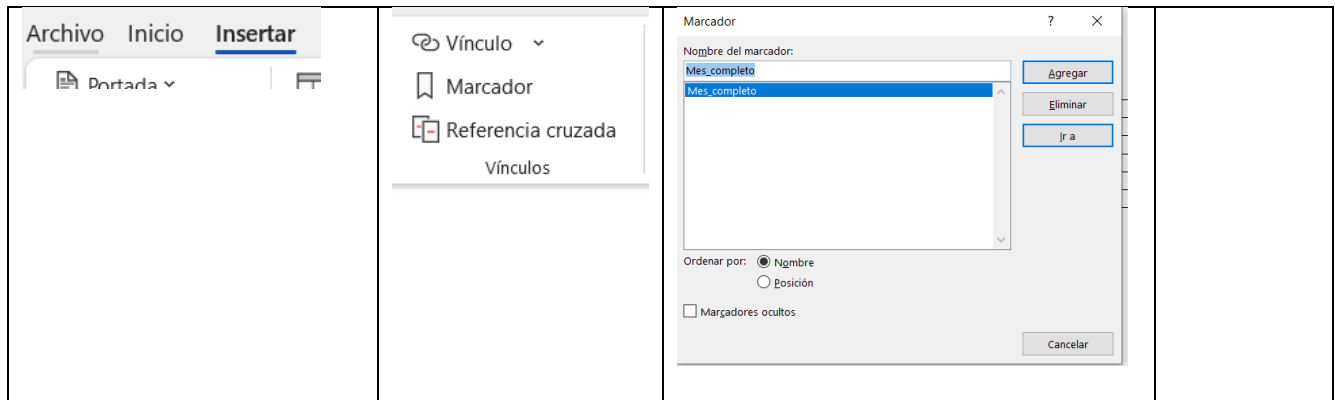 Archivo Inicio Insertar
Portada
Vínculo
Marcador
Referencia cruzada
Vínculos
Marcador ?
Nombre del marcador:
Mes_completo
Agregar
Mes_completo
Eliminar
Ir a
Ordenar por: Nombre
Posición
Marcadores ocultos
Cancelar